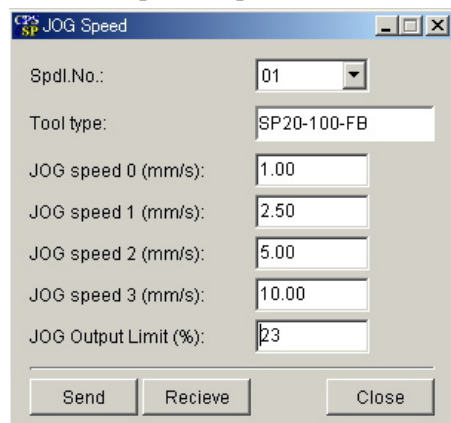 CPS SP JOG Speed
Spdl.No.: 01
Tool type: SP20-100-FB
JOG speed 0 (mm/s): 1.00
JOG speed 1 (mm/s): 2.50
JOG speed 2 (mm/s): 5.00
JOG speed 3 (mm/s): 10.00
JOG Output Limit (%): 23
Send Recieve Close